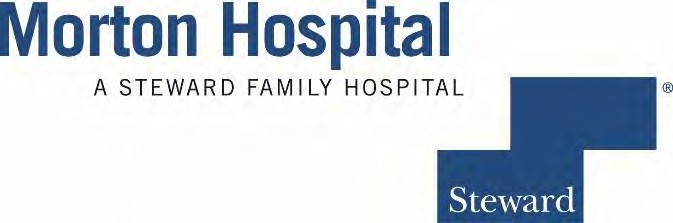 Morton Hospital
A STEWARD FAMILY HOSPITAL
®
Steward